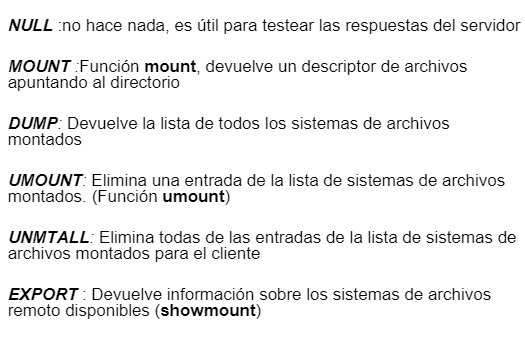 NULL :no hace nada, es útil para testear las respuestas del servidor
MOUNT :Función mount, devuelve un descriptor de archivos
apuntando al directorio
DUMP: Devuelve la lista de todos los sistemas de archivos
montados
UMOUNT: Elimina una entrada de la lista de sistemas de archivos
montados. (Función umount)
UNMTALL: Elimina todas de las entradas de la lista de sistemas de
archivos montados para el cliente
EXPORT : Devuelve información sobre los sistemas de archivos
remoto disponibles (showmount)